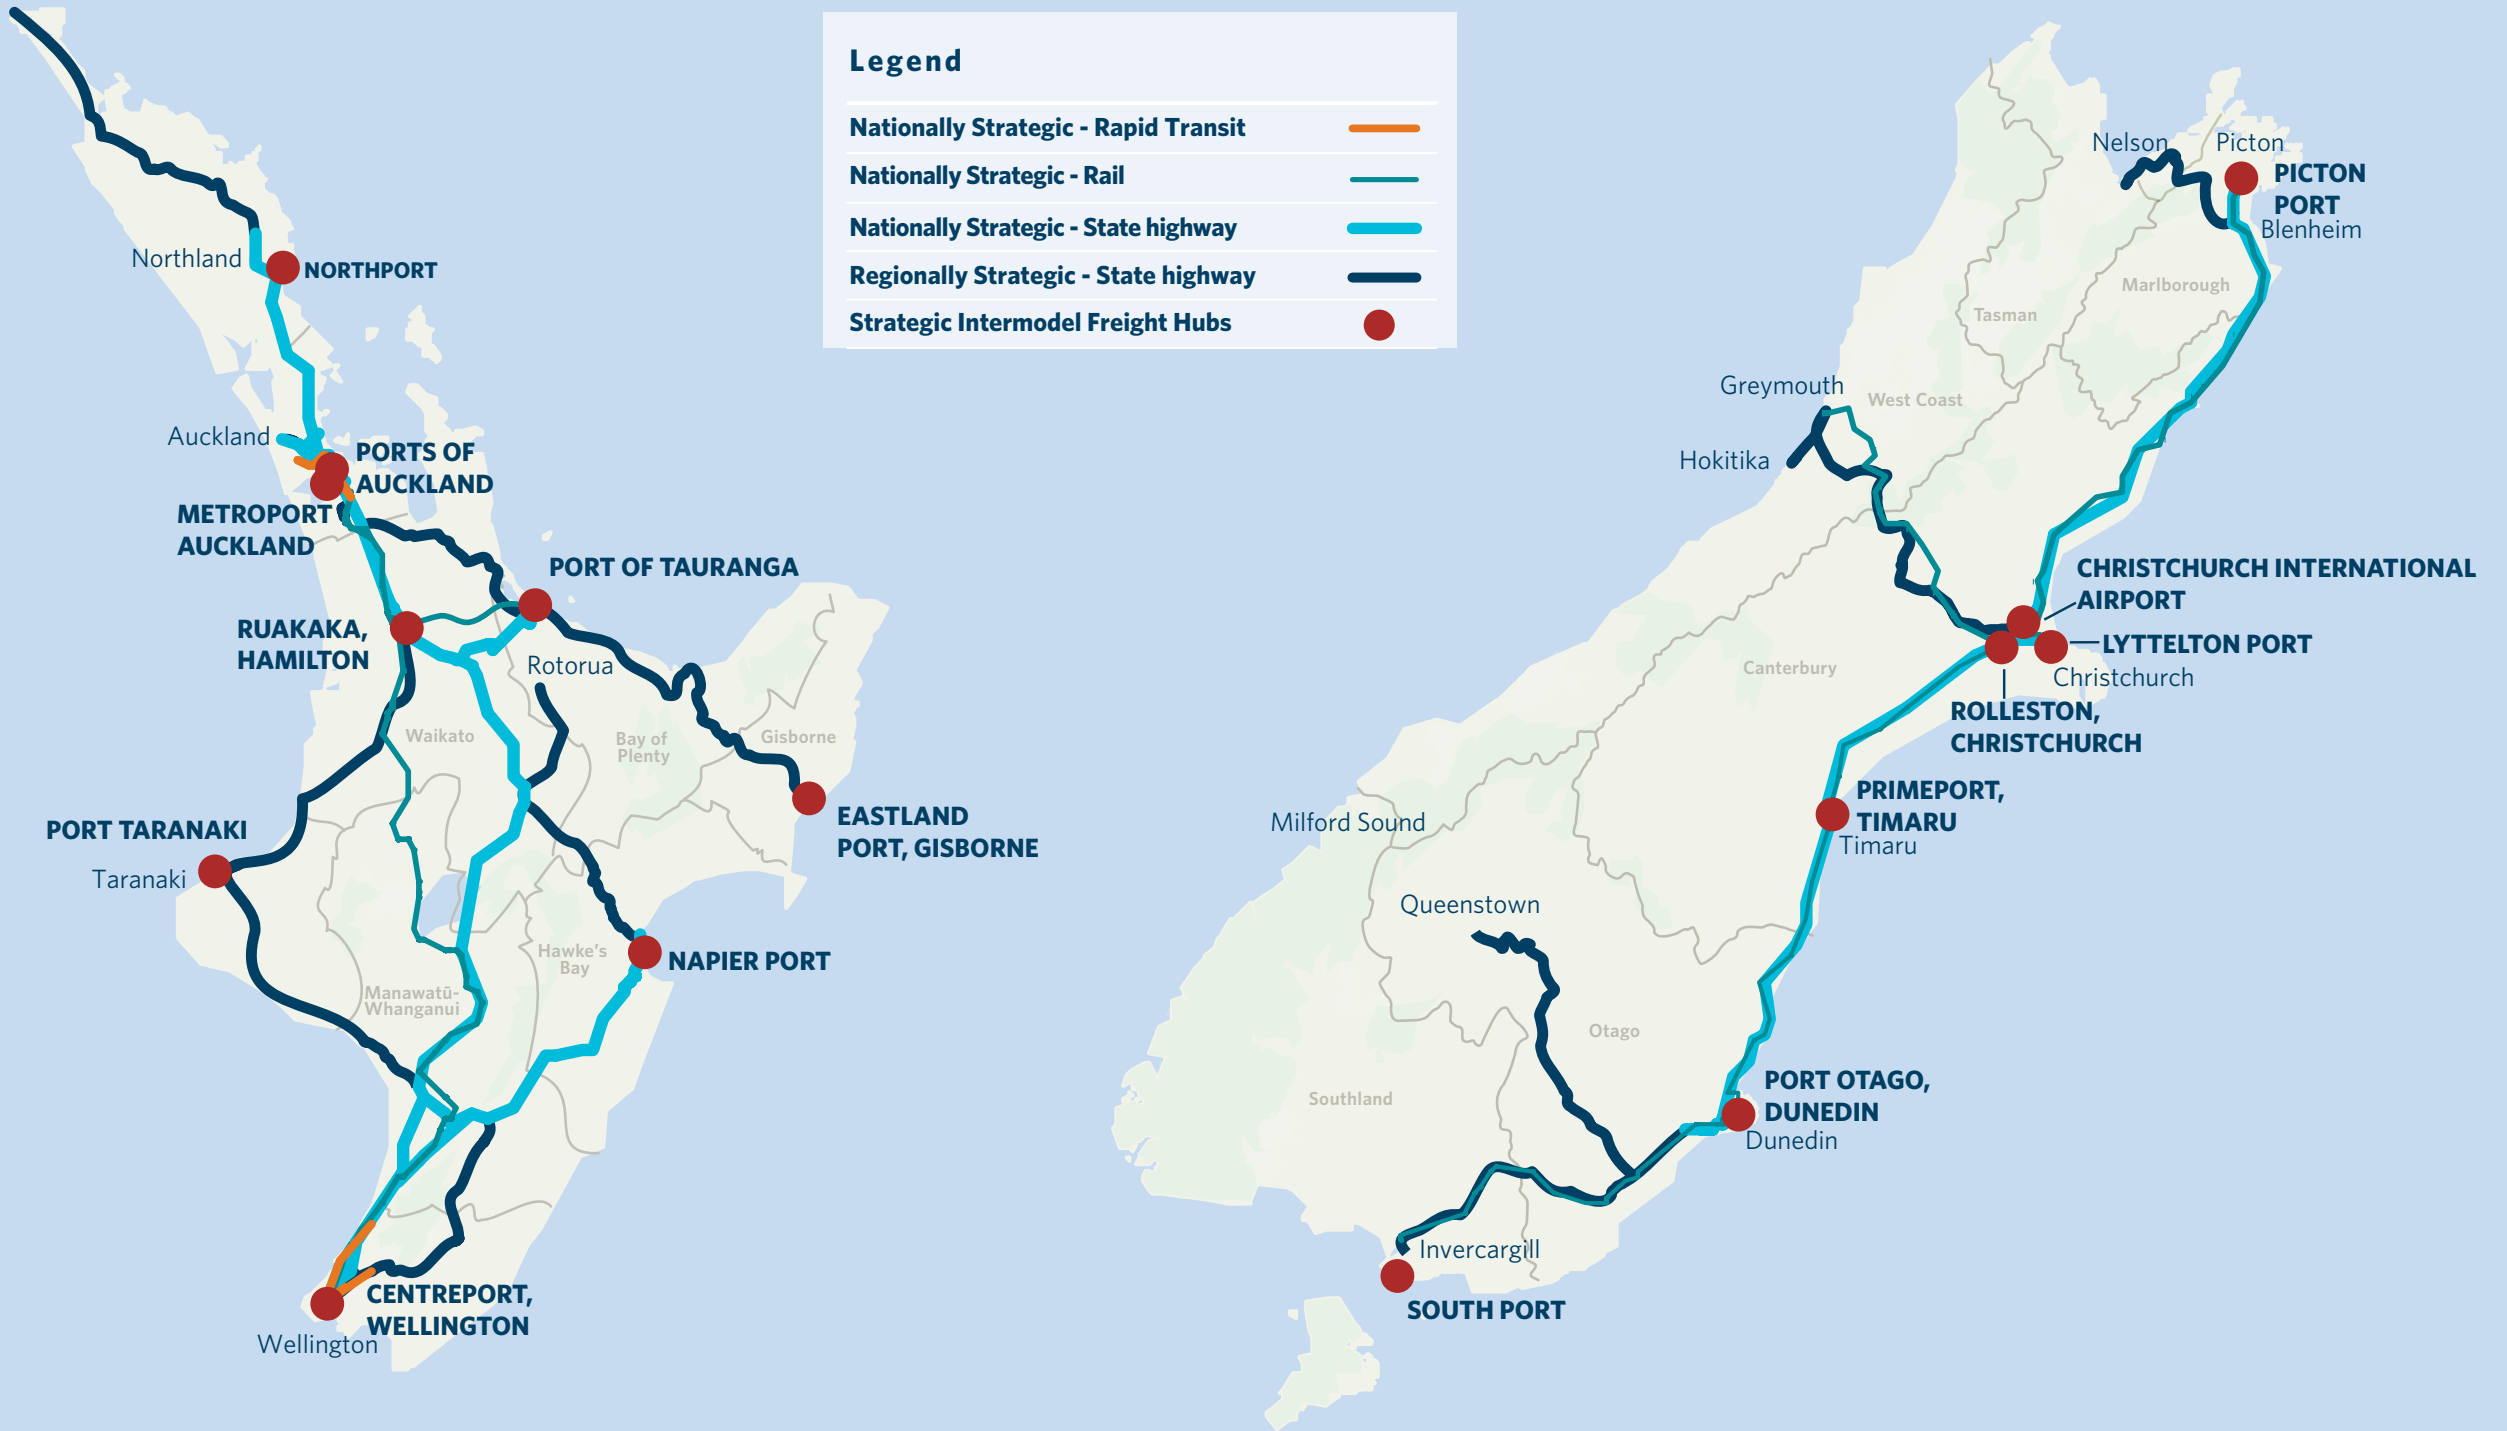 Legend
Nationally Strategic - Rapid Transit
Nationally Strategic - Rail
Nationally Strategic - State highway
Regionally Strategic - State highway
Strategic Intermodel Freight Hubs
Northland
NORTHPORT
Auckland
PORTS OF
AUCKLAND
METROPORT
AUCKLAND
PORT OF TAURANGA
RUAKAKA,
HAMILTON
Rotorua
Waikato
Bay of
Plenty
Gisborne
EASTLAND
PORT, GISBORNE
PORT TARANAKI
Taranaki
Hawke's
Bay
NAPIER PORT
Manawatū-
Whanganui
CENTREPORT,
WELLINGTON
Wellington
Nelson
Picton
PICTON
PORT
Blenheim
Marlborough
Tasman
Greymouth
West Coast
Hokitika
CHRISTCHURCH INTERNATIONAL
AIRPORT
LYTTELTON PORT
Christchurch
Canterbury
ROLLESTON,
CHRISTCHURCH
PRIMEPORT,
TIMARU
Timaru
Milford Sound
Queenstown
Otago
PORT OTAGO,
DUNEDIN
Dunedin
Southland
Invercargill
SOUTH PORT